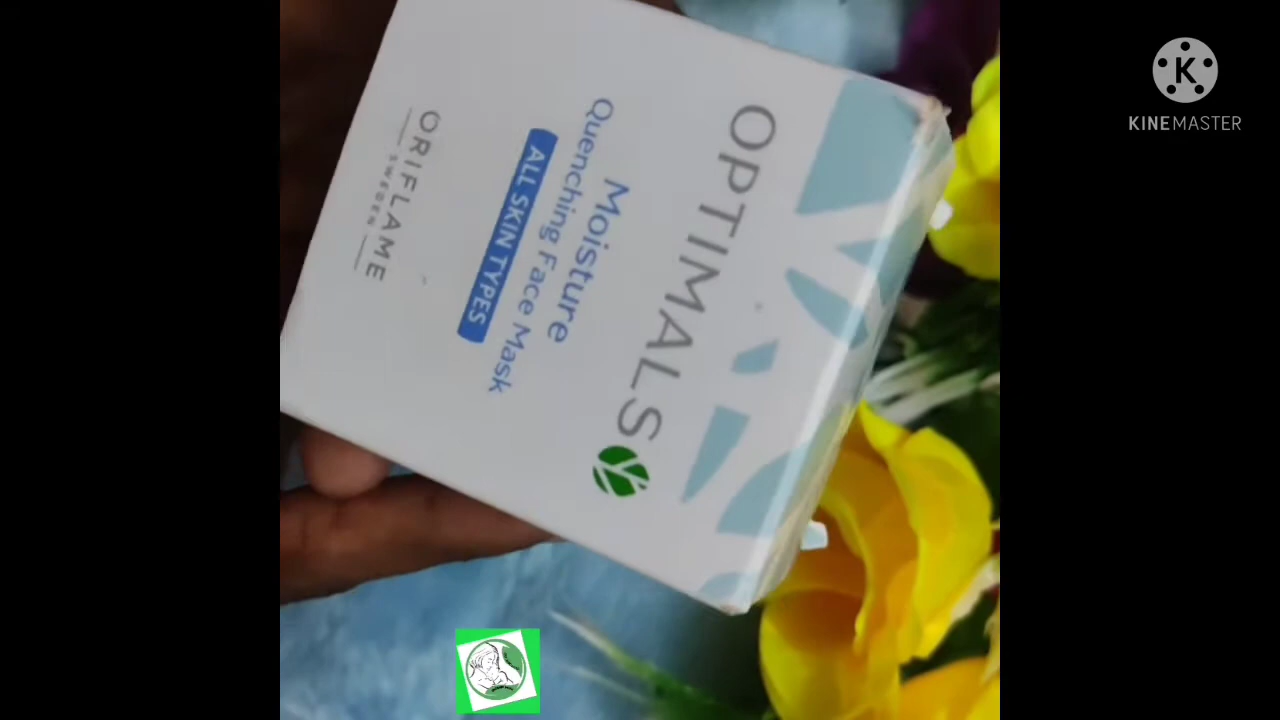 OPTIMALS
Moisture
Quenching Face Mask
ALL SKIN TYPES
ORIFLAME
SWEDEN
K
KINEMASTER